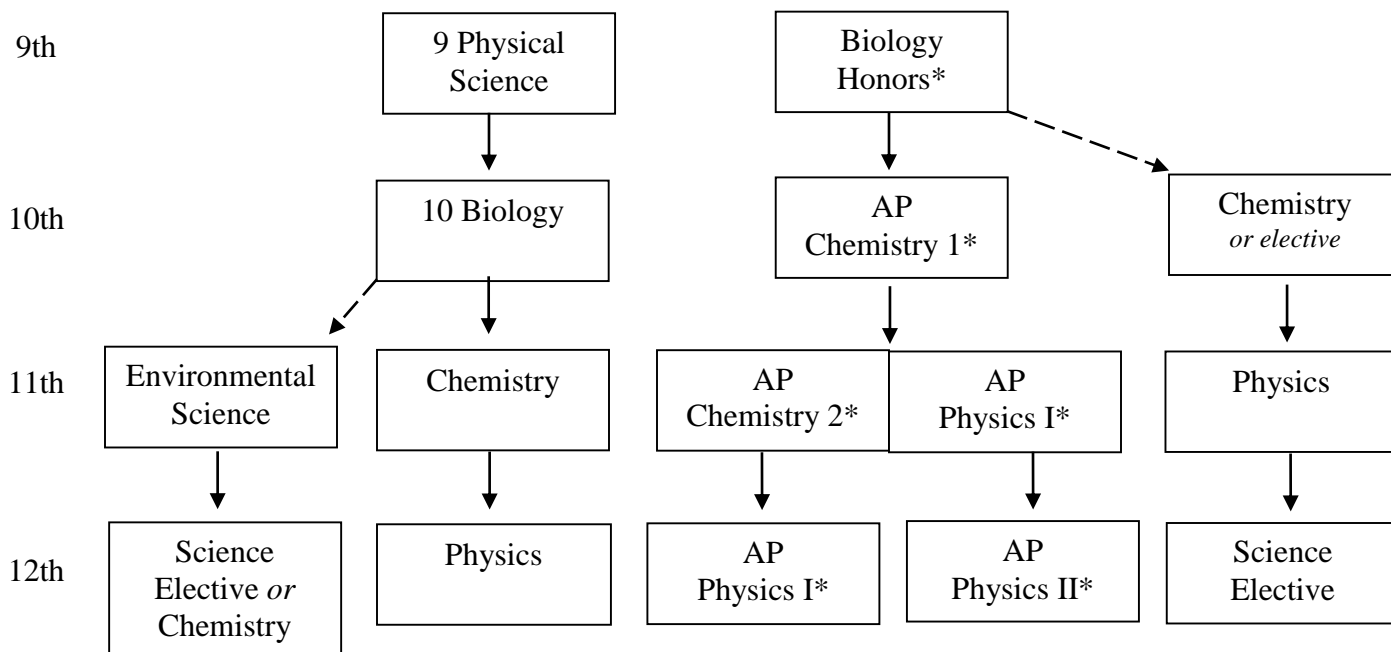 9th
9 Physical
Science
Biology
Honors*
10th
10 Biology
AP
Chemistry 1*
Chemistry
or elective
11th
Environmental
Science
Chemistry
AP
Chemistry 2*
AP
Physics I*
Physics
12th
Science
Elective or
Chemistry
Physics
AP
Physics I*
AP
Physics II*
Science
Elective